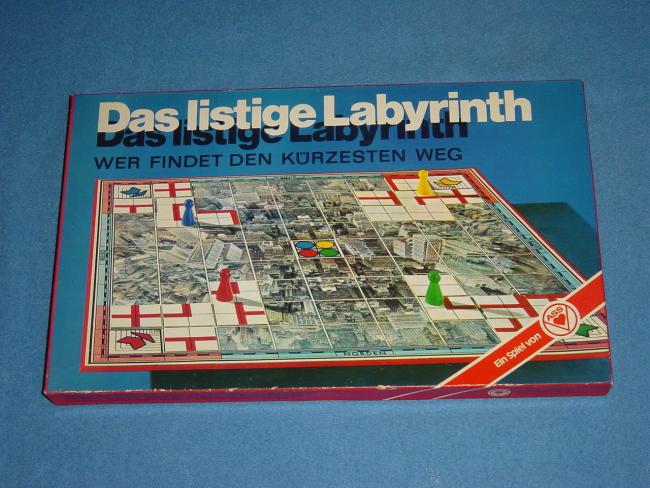 Das listige Labyrinth
Das listige Labyrinth
WER FINDET DEN KÜRZESTEN WEG
NORDEN
Ein Spiel von
ASS